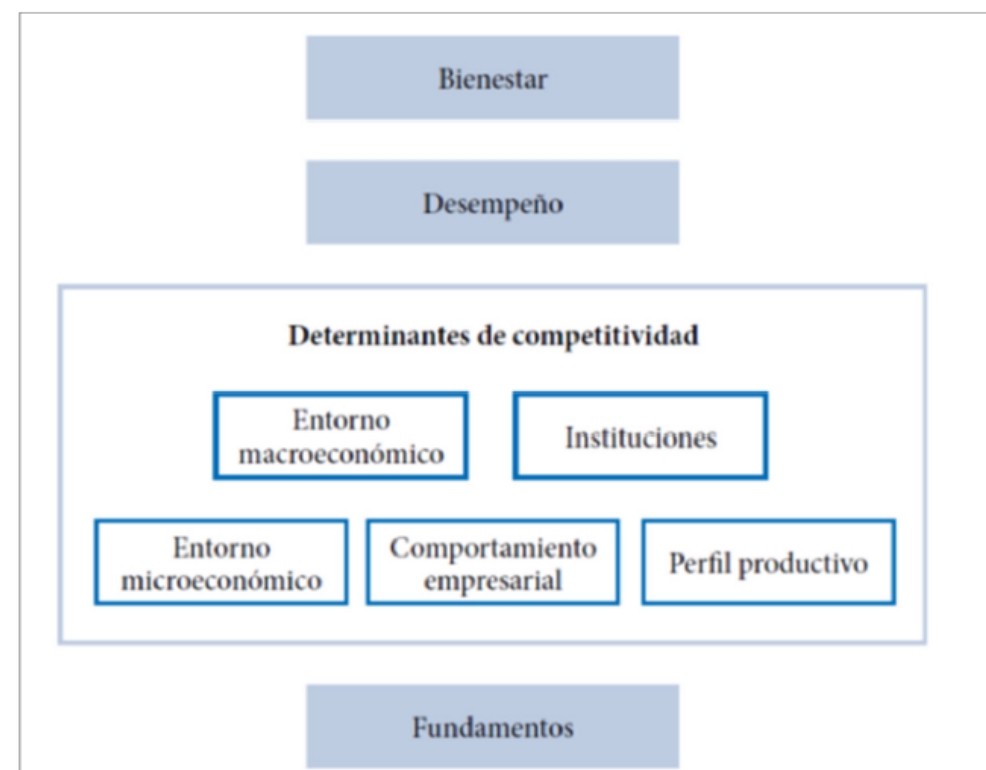 Bienestar
Desempeño
Determinantes de competitividad
Entorno
macroeconómico
Instituciones
Entorno
microeconómico
Comportamiento
empresarial
Perfil productivo
Fundamentos